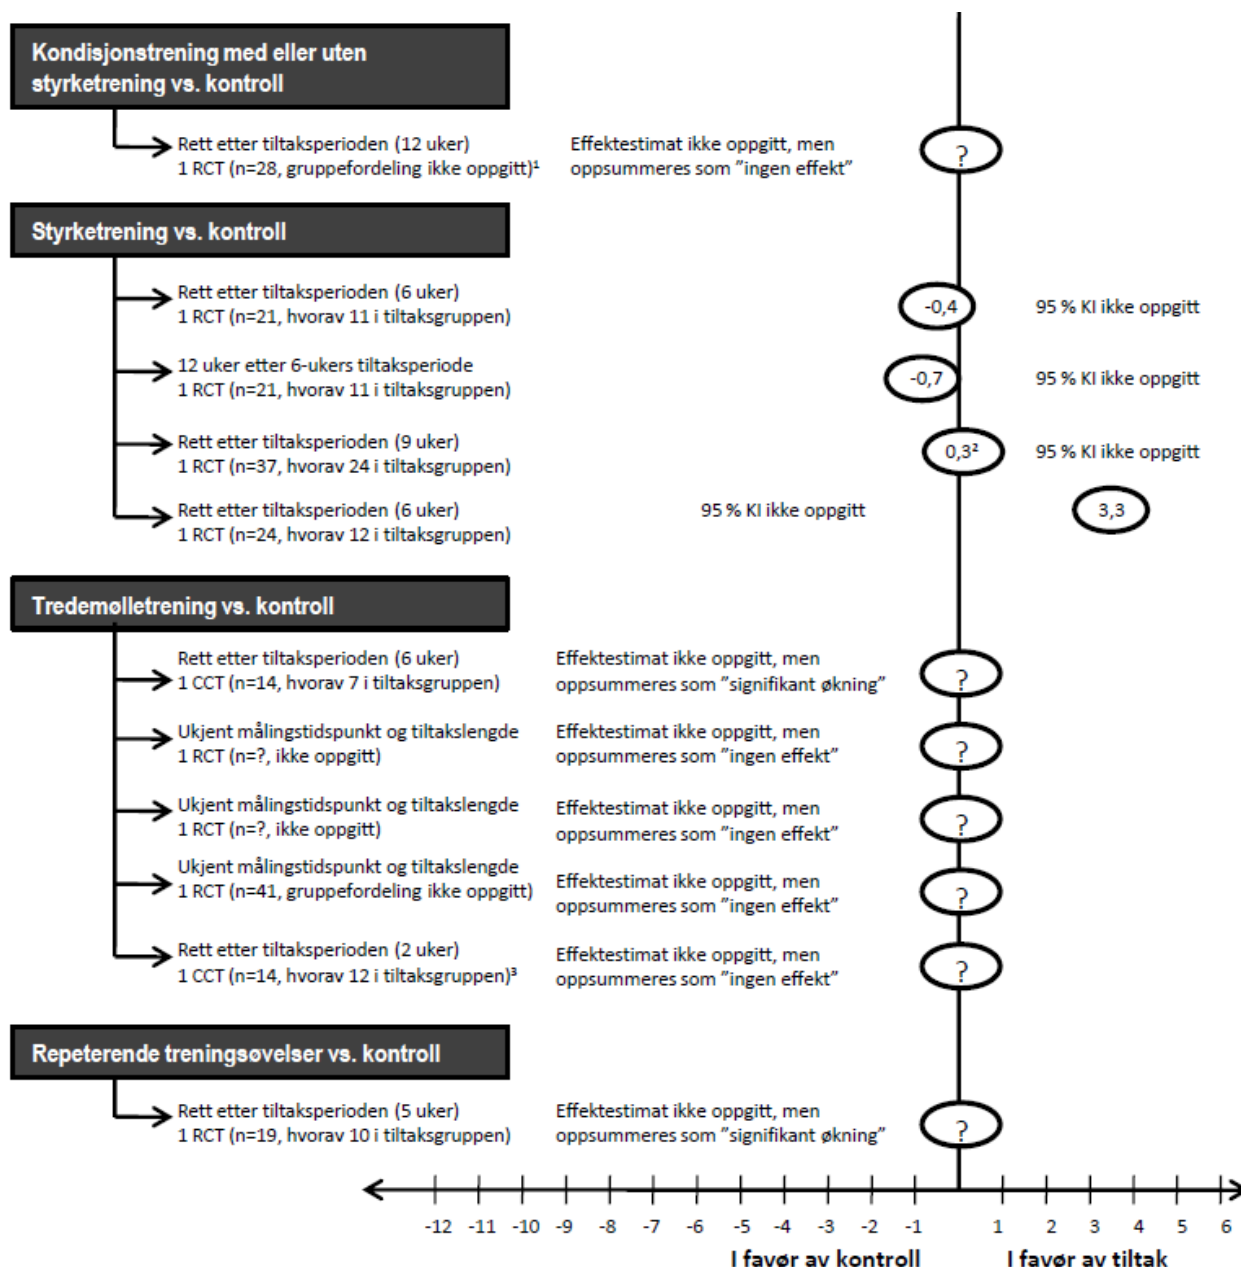 Kondisjonstrening med eller uten
styrketrening vs. kontroll
Rett etter tiltaksperioden (12 uker)
1 RCT (n=28, gruppefordeling ikke oppgitt)¹
Effektestimat ikke oppgitt, men
oppsummeres som ”ingen effekt”
?
Styrketrening vs. kontroll
Rett etter tiltaksperioden (6 uker)
1 RCT (n=21, hvorav 11 i tiltaksgruppen)
-0,4
95 % KI ikke oppgitt
12 uker etter 6-ukers tiltaksperiode
1 RCT (n=21, hvorav 11 i tiltaksgruppen)
-0,7
95 % KI ikke oppgitt
Rett etter tiltaksperioden (9 uker)
1 RCT (n=37, hvorav 24 i tiltaksgruppen)
0,3²
95 % KI ikke oppgitt
Rett etter tiltaksperioden (6 uker)
1 RCT (n=24, hvorav 12 i tiltaksgruppen)
95 % KI ikke oppgitt
3,3
Tredemølletrening vs. kontroll
Rett etter tiltaksperioden (6 uker)
1 CCT (n=14, hvorav 7 i tiltaksgruppen)
Effektestimat ikke oppgitt, men
oppsummeres som ”signifikant økning”
?
Ukjent målingstidspunkt og tiltakslengde
1 RCT (n=?, ikke oppgitt)
Effektestimat ikke oppgitt, men
oppsummeres som ”ingen effekt”
?
Ukjent målingstidspunkt og tiltakslengde
1 RCT (n=?, ikke oppgitt)
Effektestimat ikke oppgitt, men
oppsummeres som ”ingen effekt”
?
Ukjent målingstidspunkt og tiltakslengde
1 RCT (n=41, gruppefordeling ikke oppgitt)
Effektestimat ikke oppgitt, men
oppsummeres som ”ingen effekt”
?
Rett etter tiltaksperioden (2 uker)
1 CCT (n=14, hvorav 12 i tiltaksgruppen)³
Effektestimat ikke oppgitt, men
oppsummeres som ”ingen effekt”
?
Repeterende treningsøvelser vs. kontroll
Rett etter tiltaksperioden (5 uker)
1 RCT (n=19, hvorav 10 i tiltaksgruppen)
Effektestimat ikke oppgitt, men
oppsummeres som ”signifikant økning”
?
-12 -11 -10 -9 -8 -7 -6 -5 -4 -3 -2 -1 1 2 3 4 5 6
I favør av kontroll I favør av tiltak